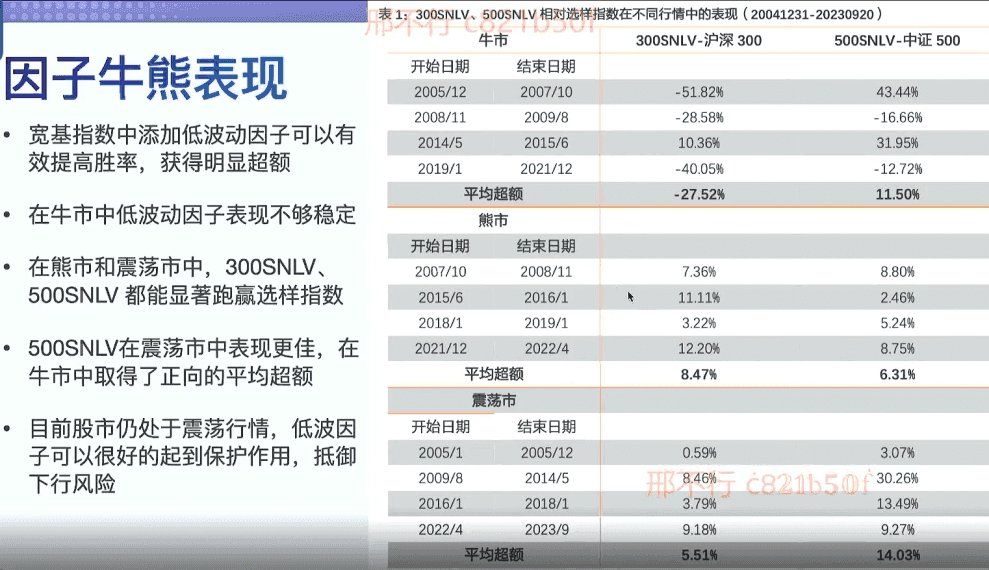 因子牛熊表现
• 宽基指数中添加低波动因子可以有
效提高胜率，获得明显超额
• 在牛市中低波动因子表现不够稳定
• 在熊市和震荡市中，300SNLV、
500SNLV 都能显著跑赢选样指数
• 500SNLV在震荡市中表现更佳，在
牛市中取得了正向的平均超额
• 目前股市仍处于震荡行情，低波因
子可以很好的起到保护作用，抵御
下行风险
邢不行 c821b50f
表 1：300SNLV、500SNLV 相对选样指数在不同行情中的表现（20041231-20230920）
牛市 300SNLV-沪深 300 500SNLV-中证 500
开始日期 结束日期
2005/12 2007/10 -51.82% 43.44%
2008/11 2009/8 -28.58% -16.66%
2014/5 2015/6 10.36% 31.95%
2019/1 2021/12 -40.05% -12.72%
平均超额 -27.52% 11.50%
熊市
开始日期 结束日期
2007/10 2008/11 7.36% 8.80%
2015/6 2016/1 11.11% 2.46%
2018/1 2019/1 3.22% 5.24%
2021/12 2022/4 12.20% 8.75%
平均超额 8.47% 6.31%
震荡市
开始日期 结束日期
2005/1 2005/12 0.59% 3.07%
2009/8 2014/5 8.46% 30.26%
邢不行 c821b50f
2016/1 2018/1 3.79% 13.49%
2022/4 2023/9 9.18% 9.27%
平均超额 5.51% 14.03%